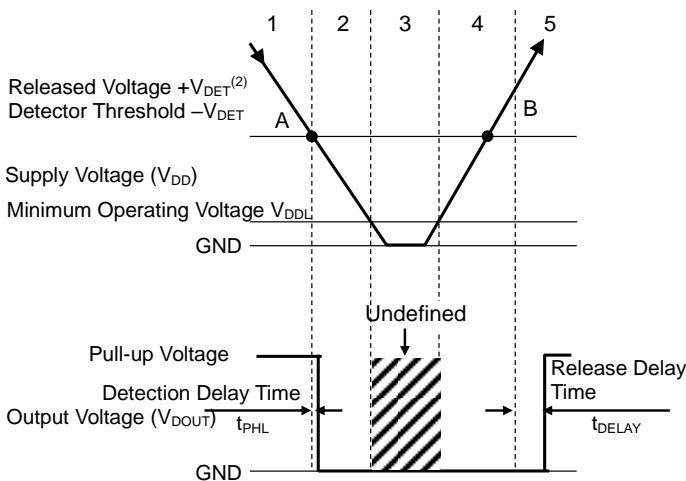 1 2 3 4 5
Released Voltage +VDET(2)
Detector Threshold –VDET
A
B
Supply Voltage (VDD)
Minimum Operating Voltage VDDL
GND
Undefined
Pull-up Voltage
Release Delay
Time
Detection Delay Time
Output Voltage (VDOUT)
tPHL
tDELAY
GND